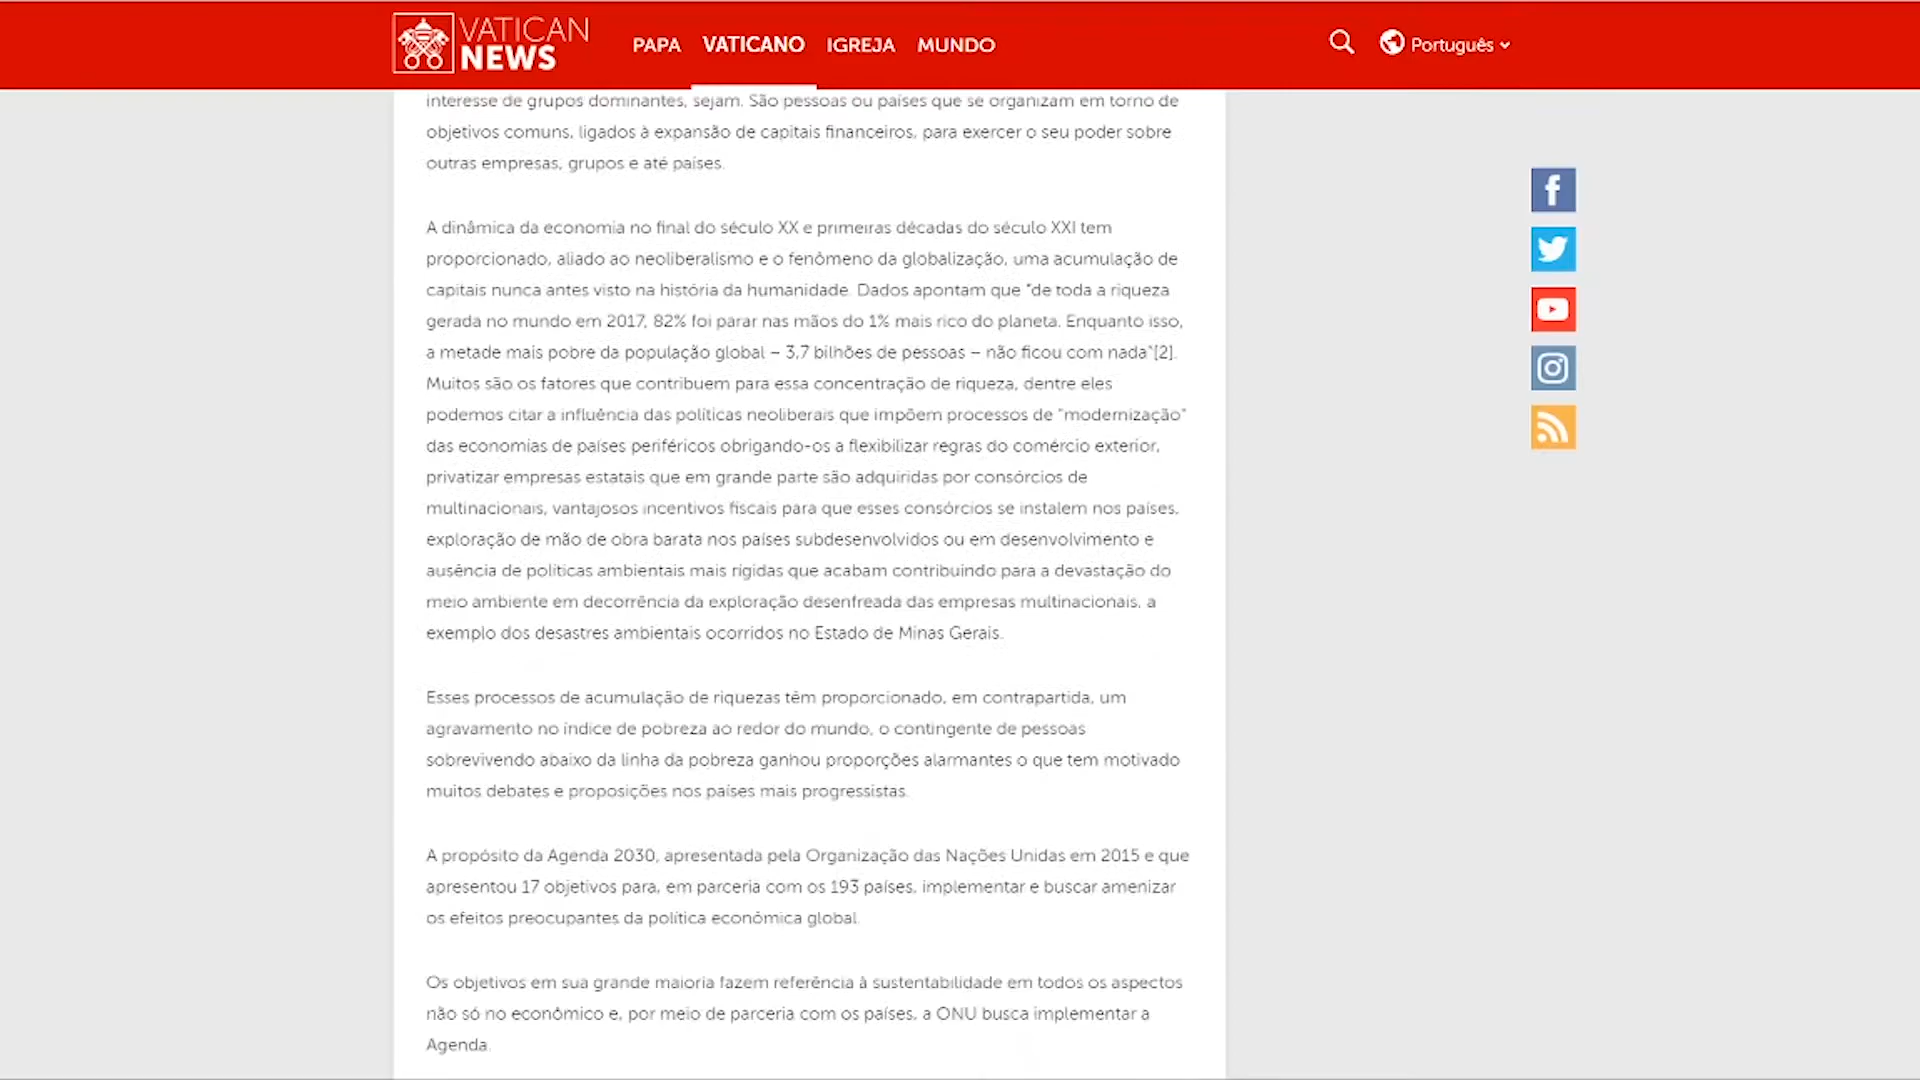 VATICAN
NEWS
PAPA VATICANO IGREJA MUNDO
Português
interesse de grupos dominantes, sejam. São pessoas ou países que se organizam em torno de
objetivos comuns, ligados à expansão de capitais financeiros, para exercer o seu poder sobre
outras empresas, grupos e até países.
A dinâmica da economia no final do século XX e primeiras décadas do século XXI tem
proporcionado, aliado ao neoliberalismo e o fenômeno da globalização, uma acumulação de
capitais nunca antes visto na história da humanidade. Dados apontam que "de toda a riqueza
gerada no mundo em 2017, 82% foi parar nas mãos do 1% mais rico do planeta. Enquanto isso,
a metade mais pobre da população global – 3,7 bilhões de pessoas – não ficou com nada"[2].
Muitos são os fatores que contribuem para essa concentração de riqueza, dentre eles
podemos citar a influência das políticas neoliberais que impõem processos de "modernização"
das economias de países periféricos obrigando-os a flexibilizar regras do comércio exterior,
privatizar empresas estatais que em grande parte são adquiridas por consórcios de
multinacionais, vantajosos incentivos fiscais para que esses consórcios se instalem nos países,
exploração de mão de obra barata nos países subdesenvolvidos ou em desenvolvimento e
ausência de políticas ambientais mais rígidas que acabam contribuindo para a devastação do
meio ambiente em decorrência da exploração desenfreada das empresas multinacionais, a
exemplo dos desastres ambientais ocorridos no Estado de Minas Gerais.
Esses processos de acumulação de riquezas têm proporcionado, em contrapartida, um
agravamento no índice de pobreza ao redor do mundo, o contingente de pessoas
sobrevivendo abaixo da linha da pobreza ganhou proporções alarmantes o que tem motivado
muitos debates e proposições nos países mais progressistas.
A propósito da Agenda 2030, apresentada pela Organização das Nações Unidas em 2015 e que
apresentou 17 objetivos para, em parceria com os 193 países, implementar e buscar amenizar
os efeitos preocupantes da política econômica global.
Os objetivos em sua grande maioria fazem referência à sustentabilidade em todos os aspectos
não só no econômico e, por meio de parceria com os países, a ONU busca implementar a
Agenda.